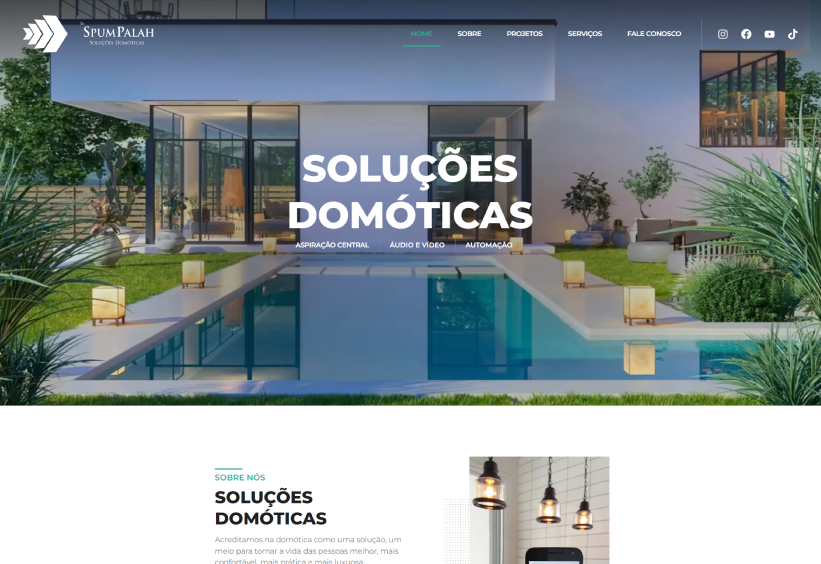 SPUMPALAH
SOLUÇÕES DOMÓTICAS
HOME SOBRE PROJETOS SERVIÇOS FALE CONOSCO
SOLUÇÕES
DOMÓTICAS
ASPIRAÇÃO CENTRAL ÁUDIO E VÍDEO AUTOMAÇÃO
SOBRE NÓS
SOLUÇÕES
DOMÓTICAS
Acreditamos na domótica como uma solução, um
meio para tornar a vida das pessoas melhor, mais
confortável, mais prática e mais luxuosa.